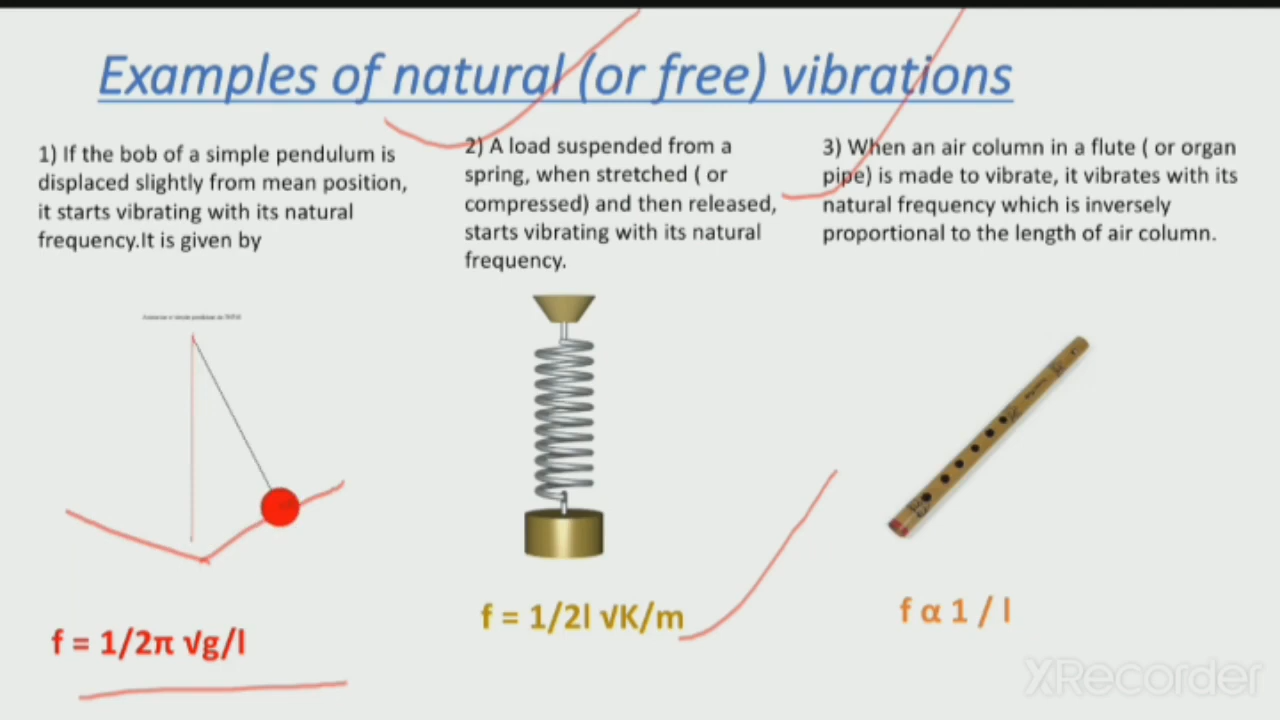 Examples of natural (or free) vibrations
1) If the bob of a simple pendulum is
displaced slightly from mean position,
it starts vibrating with its natural
frequency.It is given by
f = 1/2π √g/l
2) A load suspended from a
spring, when stretched ( or
compressed) and then released,
starts vibrating with its natural
frequency.
f = 1/2l √K/m
3) When an air column in a flute ( or organ
pipe) is made to vibrate, it vibrates with its
natural frequency which is inversely
proportional to the length of air column.
f α 1 / l
XRecorder